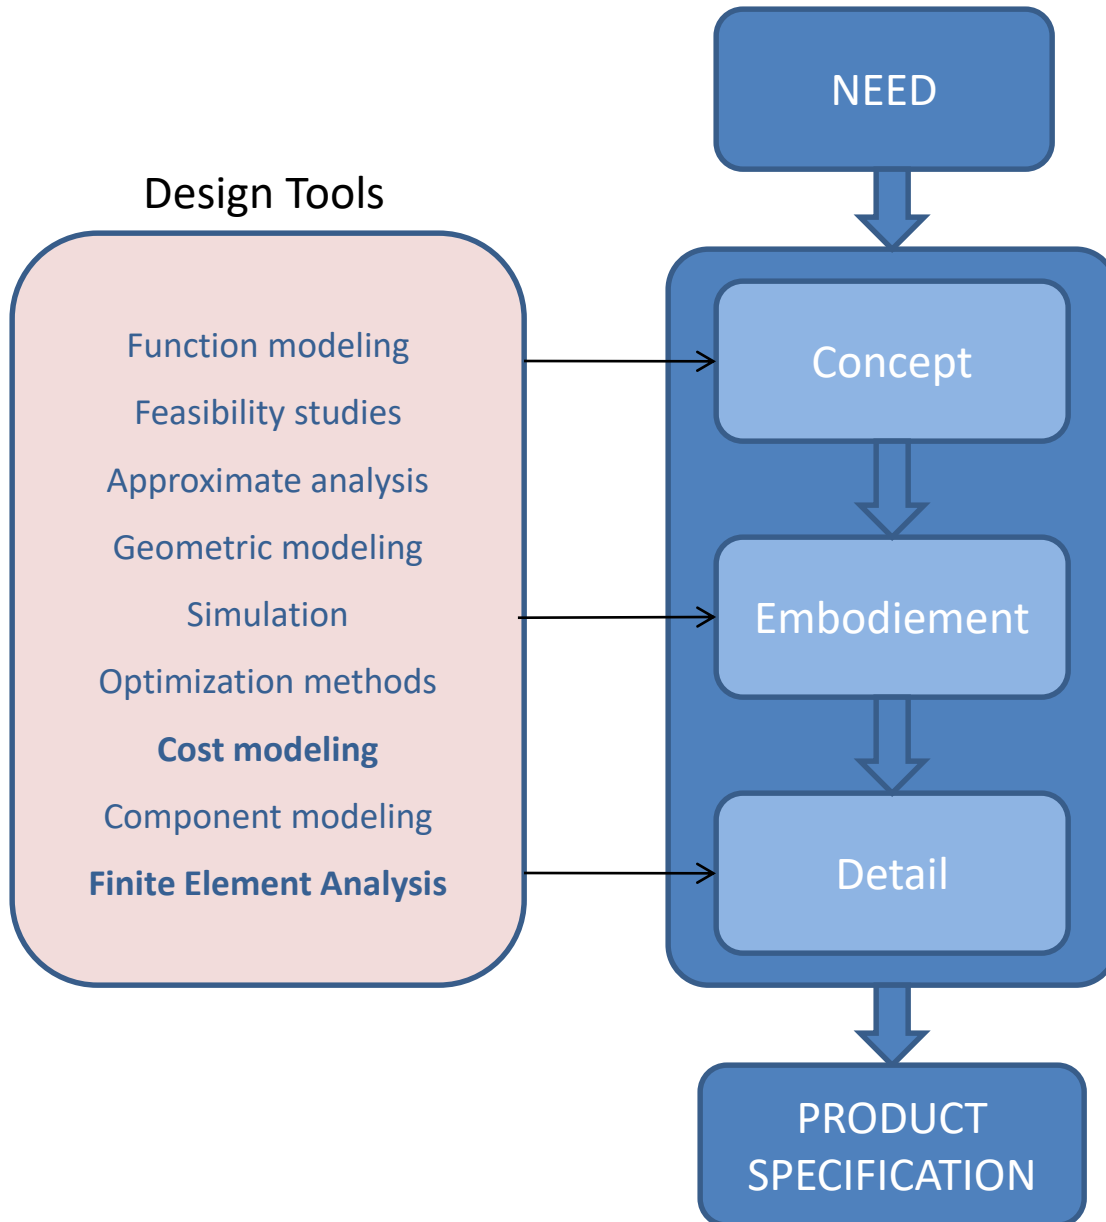 NEED
Design Tools
Function modeling
Feasibility studies
Approximate analysis
Geometric modeling
Simulation
Optimization methods
Cost modeling
Component modeling
Finite Element Analysis
Concept
Embodiement
Detail
PRODUCT
SPECIFICATION